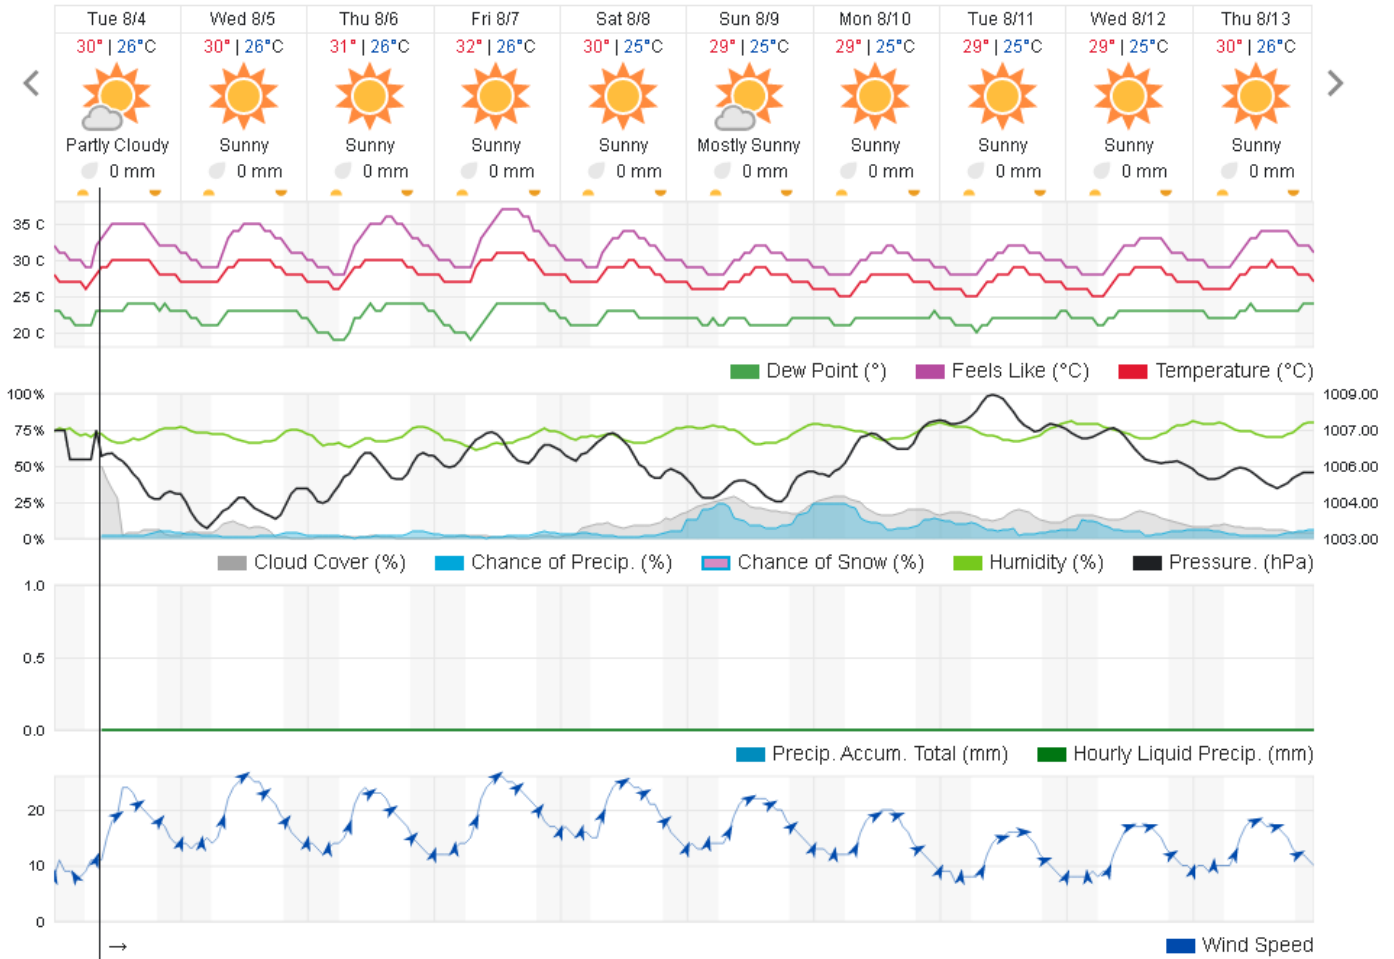 Tue 8/4 Wed 8/5 Thu 8/6 Fri 8/7 Sat 8/8 Sun 8/9 Mon 8/10 Tue 8/11 Wed 8/12 Thu 8/13
30° | 26°C 30° | 26°C 31° | 26°C 32° | 26°C 30° | 25°C 29° | 25°C 29° | 25°C 29° | 25°C 29° | 25°C 30° | 26°C
Partly Cloudy Sunny Sunny Sunny Sunny Mostly Sunny Sunny Sunny Sunny Sunny
0 mm 0 mm 0 mm 0 mm 0 mm 0 mm 0 mm 0 mm 0 mm 0 mm
35 C
30 C
25 C
20 C
Dew Point (°) Feels Like (°C) Temperature (°C)
100% 1009.00
75% 1007.00
50% 1006.00
25% 1004.00
0% 1003.00
Cloud Cover (%) Chance of Precip. (%) Chance of Snow (%) Humidity (%) Pressure. (hPa)
1.0
0.5
0.0
Precip. Accum. Total (mm) Hourly Liquid Precip. (mm)
20
10
0
→
Wind Speed